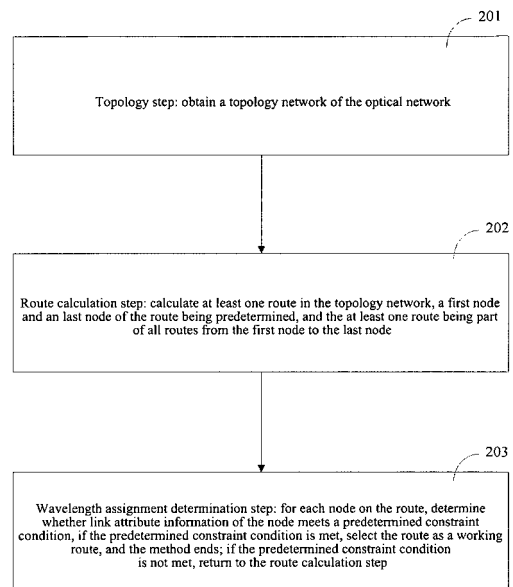 201
Topology step: obtain a topology network of the optical network
202
Route calculation step: calculate at least one route in the topology network, a first node
and an last node of the route being predetermined, and the at least one route being part
of all routes from the first node to the last node
203
Wavelength assignment determination step: for each node on the route, determine
whether link attribute information of the node meets a predetermined constraint
condition, if the predetermined constraint condition is met, select the route as a working
route, and the method ends; if the predetermined constraint condition
is not met, return to the route calculation step